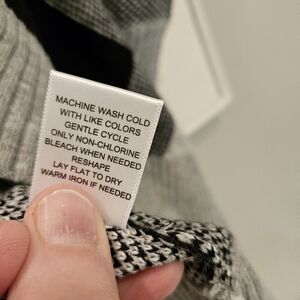 MACHINE WASH COLD
WITH LIKE COLORS
GENTLE CYCLE
ONLY NON-CHLORINE
BLEACH WHEN NEEDED
RESHAPE
LAY FLAT TO DRY
WARM IRON IF NEEDED